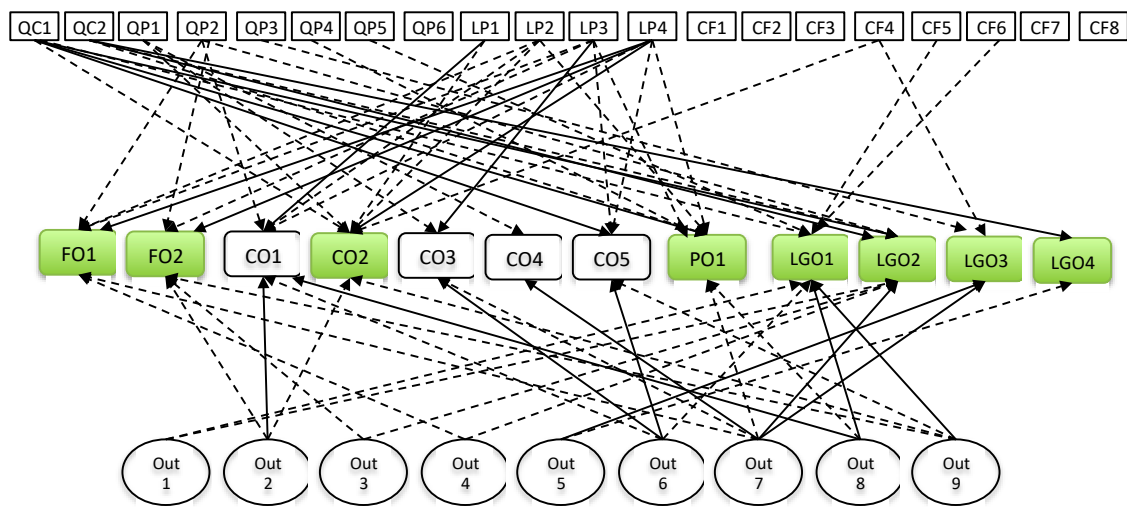 QC1 QC2 QP1 QP2 QP3 QP4 QP5 QP6 LP1 LP2 LP3 LP4 CF1 CF2 CF3 CF4 CF5 CF6 CF7 CF8
FO1 FO2 CO1 CO2 CO3 CO4 CO5 PO1 LGO1 LGO2 LGO3 LGO4
Out Out Out Out Out Out Out Out Out
1 2 3 4 5 6 7 8 9